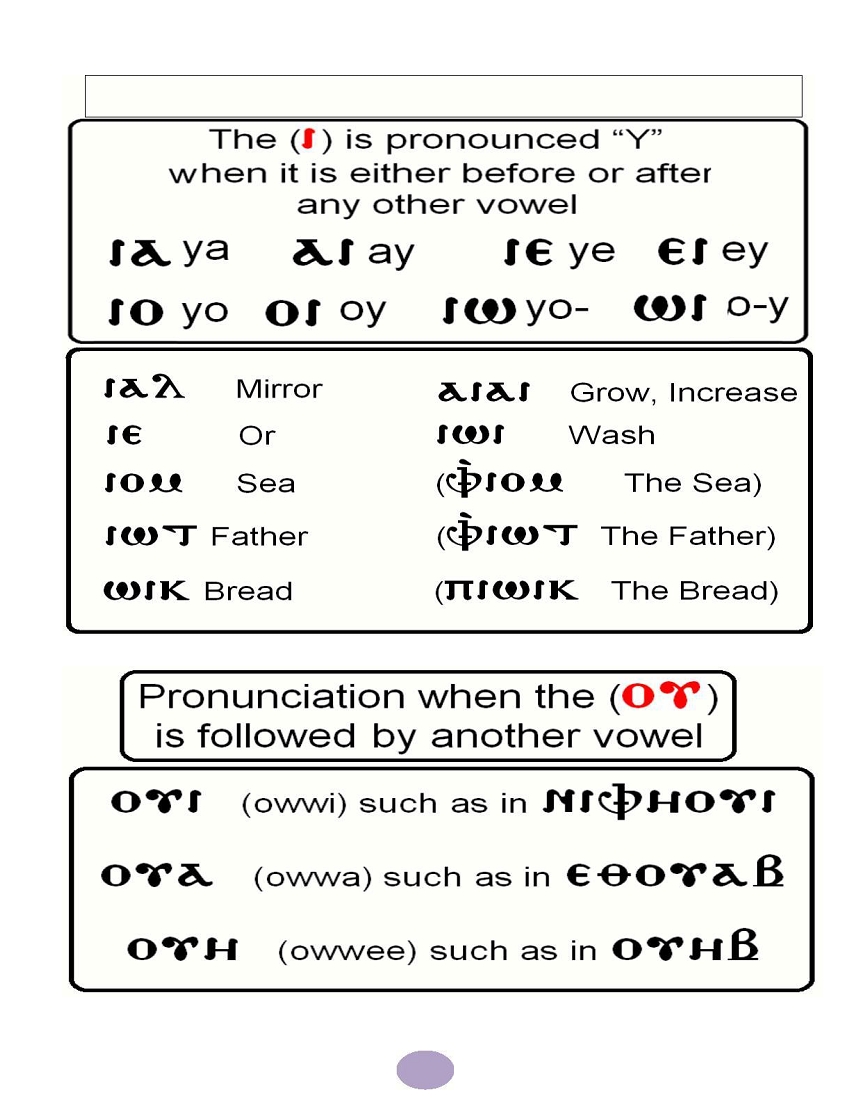 The (ⲓ) is pronounced “Y”
when it is either before or after
any other vowel
ⲓⲁ ya ⲁⲓ ay ⲓⲉ ye ⲉⲓ ey
ⲓⲟ yo ⲟⲓ oy ⲓⲱ yo- ⲱⲓ o-y
ⲓⲁⲗ Mirror ⲁⲓⲁⲓ Grow, Increase
ⲓⲉ Or ⲓⲱⲓ Wash
ⲓⲟⲙ Sea (ⲫ̀ⲓⲟⲙ The Sea)
ⲓⲱⲧ Father (ⲫ̀ⲓⲱⲧ The Father)
ⲱⲓⲕ Bread (ⲡⲓⲱⲓⲕ The Bread)
Pronunciation when the (ⲟⲩ)
is followed by another vowel
ⲟⲩⲓ (owwi) such as in ⲛⲓⲫⲏⲟⲩⲓ
ⲟⲩⲁ (owwa) such as in ⲉⲑⲟⲩⲁⲃ
ⲟⲩⲏ (owwee) such as in ⲟⲩⲏⲃ